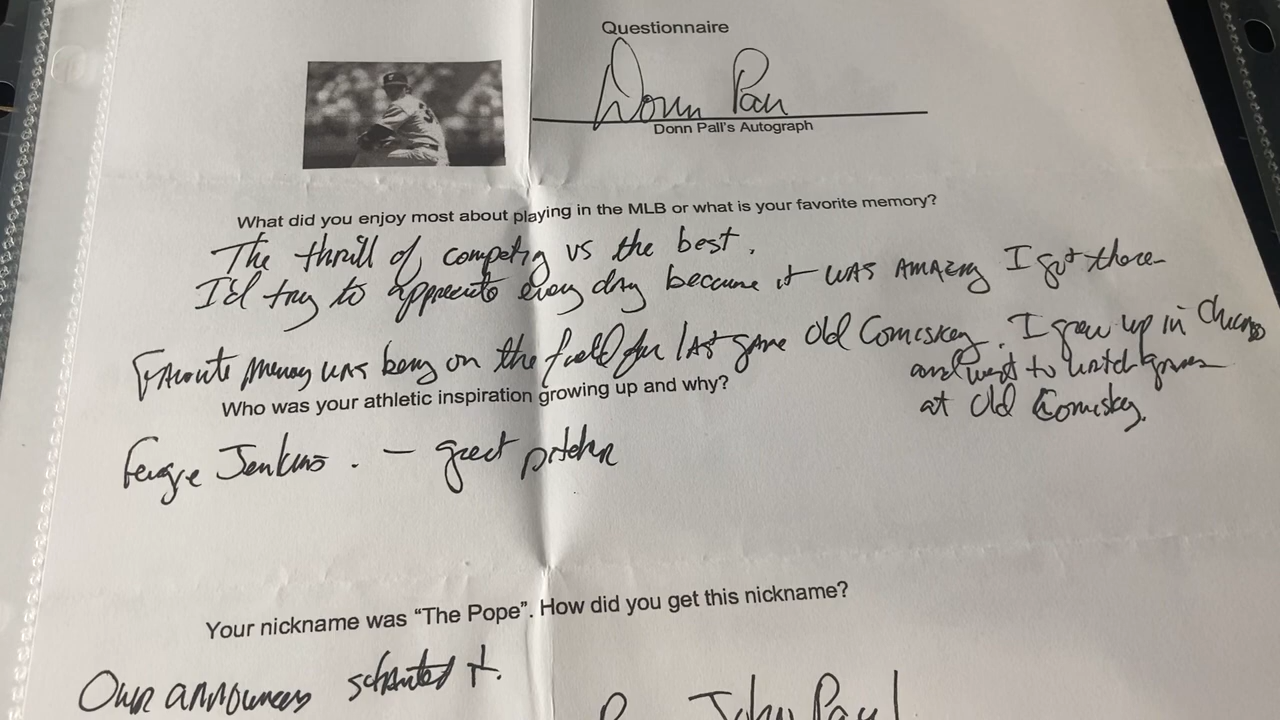 Questionnaire
Donn Pall
Donn Pall's Autograph
What did you enjoy most about playing in the MLB or what is your favorite memory?
The thrill of competing vs the best.
I'd try to appreciate every day because it was AMAZing I got there
Favorite memory was being on the field for last game Old Comiskey. I grew up in Chicago
and went to watch games
at Old Comiskey.
Who was your athletic inspiration growing up and why?
Fergie Jenkins. - great pitcher
Your nickname was “The Pope”. How did you get this nickname?
Our announcers started it.
John Paul